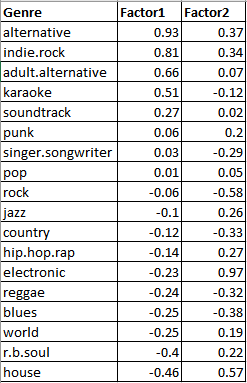 Genre Factor1 Factor2
alternative 0.93 0.37
indie.rock 0.81 0.34
adult.alternative 0.66 0.07
karaoke 0.51 -0.12
soundtrack 0.27 0.02
punk 0.06 0.2
singer.songwriter 0.03 -0.29
pop 0.01 0.05
rock -0.06 -0.58
jazz -0.1 0.26
country -0.12 -0.33
hip.hop.rap -0.14 0.27
electronic -0.23 0.97
reggae -0.24 -0.32
blues -0.25 -0.38
world -0.25 0.19
r.b.soul -0.4 0.22
house -0.46 0.57